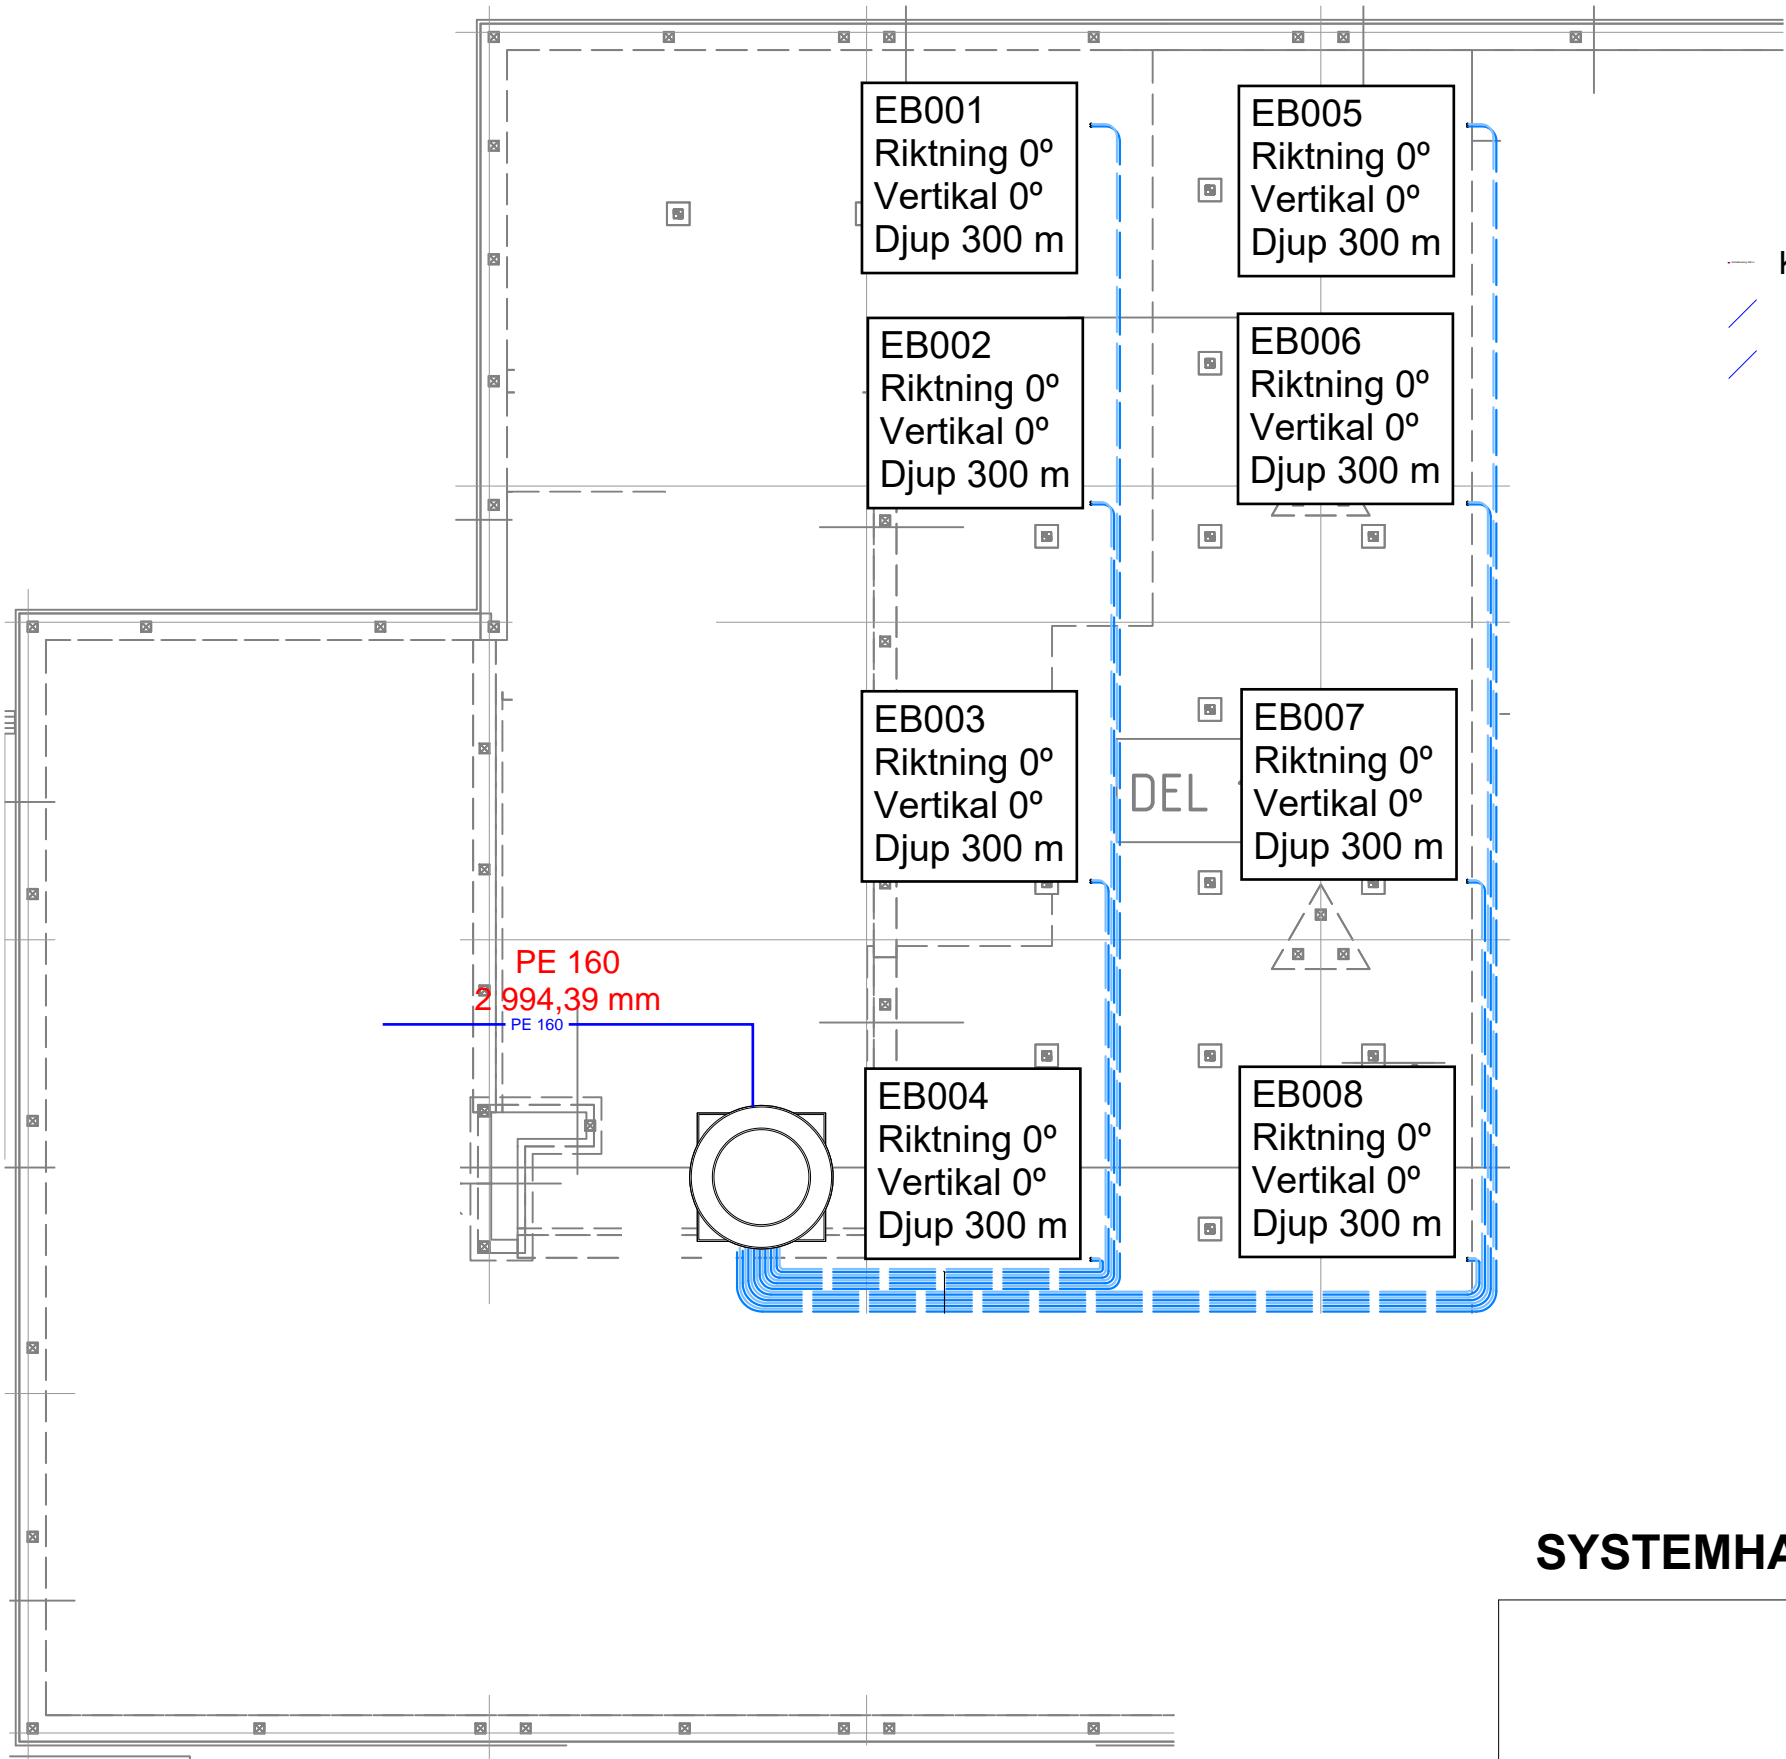 EB001
Riktning 0º
Vertikal 0º
Djup 300 m
EB005
Riktning 0º
Vertikal 0º
Djup 300 m
EB002
Riktning 0º
Vertikal 0º
Djup 300 m
EB006
Riktning 0º
Vertikal 0º
Djup 300 m
EB003
Riktning 0º
Vertikal 0º
Djup 300 m
DEL
EB007
Riktning 0º
Vertikal 0º
Djup 300 m
PE 160
2 994,39 mm
PE 160
EB004
Riktning 0º
Vertikal 0º
Djup 300 m
EB008
Riktning 0º
Vertikal 0º
Djup 300 m
SYSTEMHA